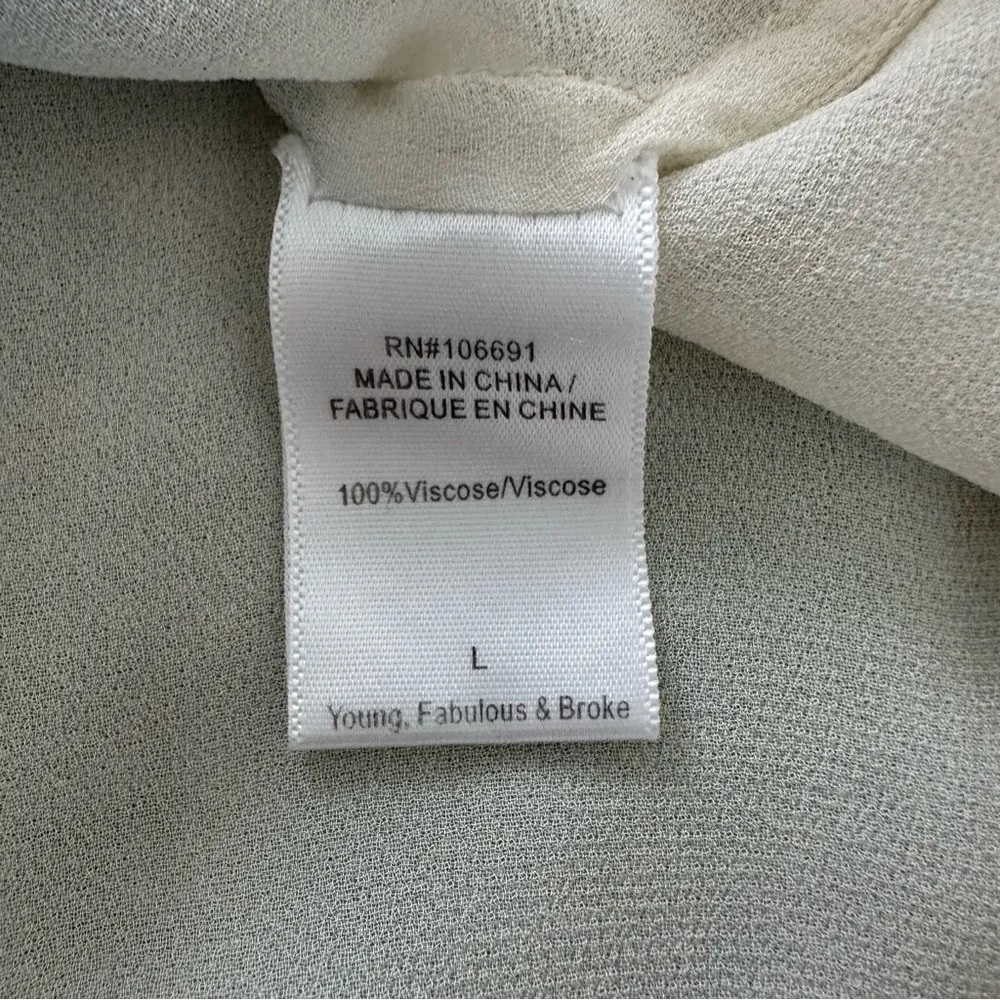 RN#106691
MADE IN CHINA /
FABRIQUE EN CHINE
100%Viscose/Viscose
L
Young, Fabulous & Broke